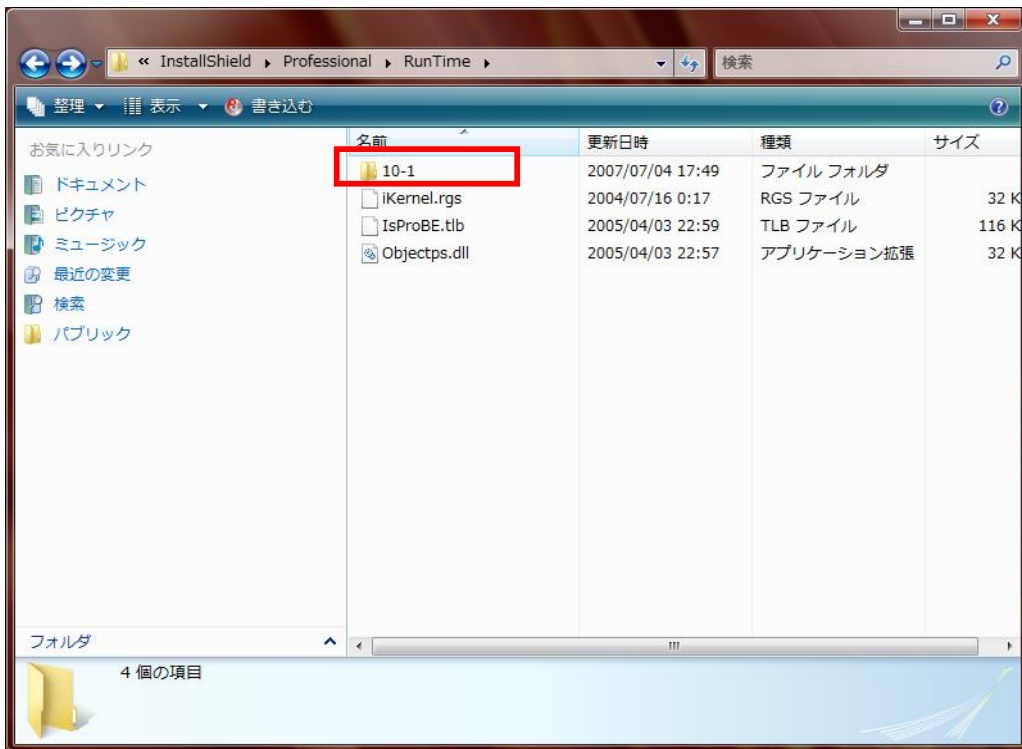 « InstallShield ▸ Professional ▸ RunTime ▸
検索
整理 表示 書き込む
お気に入りリンク
ドキュメント
ピクチャ
ミュージック
最近の変更
検索
パブリック
フォルダ
名前 更新日時 種類 サイズ
10-1 2007/07/04 17:49 ファイル フォルダ
iKernel.rgs 2004/07/16 0:17 RGS ファイル 32 K
IsProBE.tlb 2005/04/03 22:59 TLB ファイル 116 K
Objectps.dll 2005/04/03 22:57 アプリケーション拡張 32 K
4 個の項目